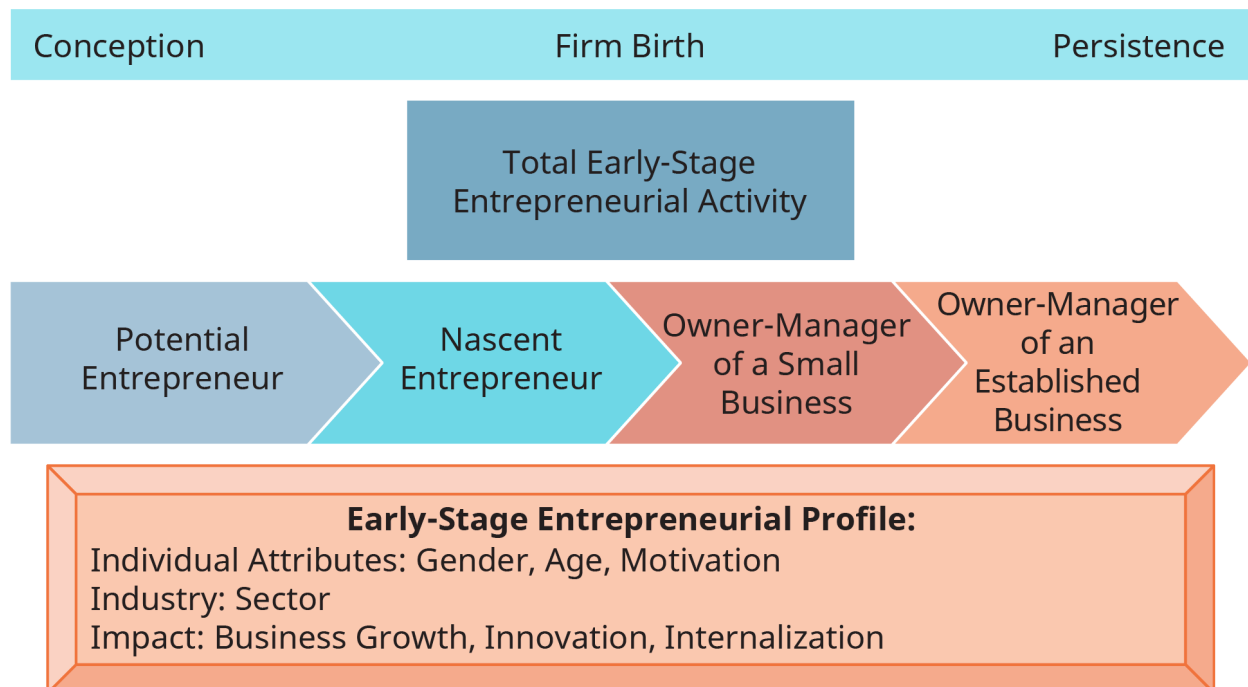 Conception Firm Birth Persistence
Total Early-Stage
Entrepreneurial Activity
Potential
Entrepreneur
Nascent
Entrepreneur
Owner-Manager
of a Small
Business
Owner-Manager
of an
Established
Business
Early-Stage Entrepreneurial Profile:
Individual Attributes: Gender, Age, Motivation
Industry: Sector
Impact: Business Growth, Innovation, Internalization